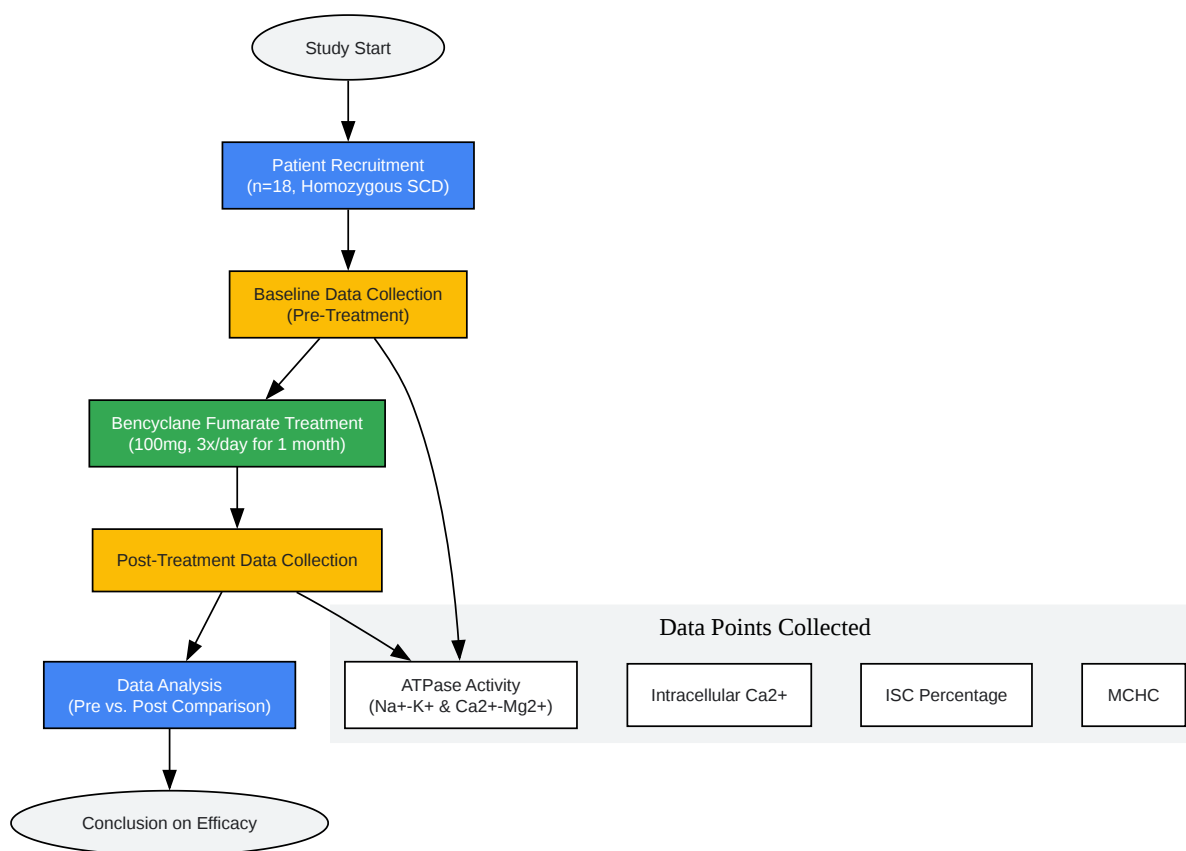 Study Start
Patient Recruitment
(n=18, Homozygous SCD)
Baseline Data Collection
(Pre-Treatment)
Bencyclane Fumarate Treatment
(100mg, 3x/day for 1 month)
Post-Treatment Data Collection
Data Points Collected
Data Analysis
(Pre vs. Post Comparison)
ATPase Activity
(Na+-K+ & Ca2+-Mg2+)
Intracellular Ca2+
ISC Percentage
MCHC
Conclusion on Efficacy